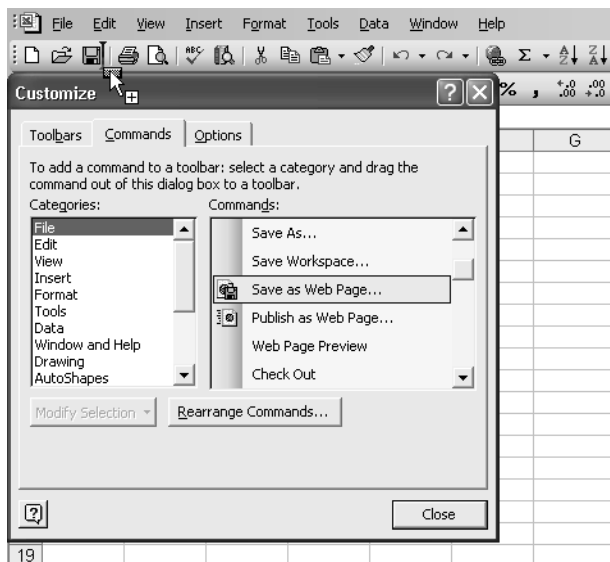 File Edit View Insert Format Tools Data Window Help
ABC Σ A Z Z A
Customize ? % , .0 .00 .00 .0
Toolbars Commands Options
G
To add a command to a toolbar: select a category and drag the
command out of this dialog box to a toolbar.
Categories: Commands:
File
Edit
View
Insert
Format
Tools
Data
Window and Help
Drawing
AutoShapes
Save As...
Save Workspace...
Save as Web Page...
Publish as Web Page...
Web Page Preview
Check Out
Modify Selection Rearrange Commands...
? Close
19